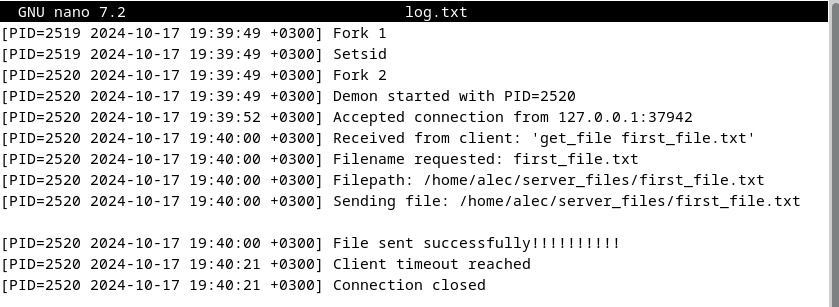 GNU nano 7.2 log.txt
[PID=2519 2024-10-17 19:39:49 +0300] Fork 1
[PID=2519 2024-10-17 19:39:49 +0300] Setsid
[PID=2520 2024-10-17 19:39:49 +0300] Fork 2
[PID=2520 2024-10-17 19:39:49 +0300] Demon started with PID=2520
[PID=2520 2024-10-17 19:39:52 +0300] Accepted connection from 127.0.0.1:37942
[PID=2520 2024-10-17 19:40:00 +0300] Received from client: 'get_file first_file.txt'
[PID=2520 2024-10-17 19:40:00 +0300] Filename requested: first_file.txt
[PID=2520 2024-10-17 19:40:00 +0300] Filepath: /home/alec/server_files/first_file.txt
[PID=2520 2024-10-17 19:40:00 +0300] Sending file: /home/alec/server_files/first_file.txt
[PID=2520 2024-10-17 19:40:00 +0300] File sent successfully!!!!!!!!!!
[PID=2520 2024-10-17 19:40:21 +0300] Client timeout reached
[PID=2520 2024-10-17 19:40:21 +0300] Connection closed